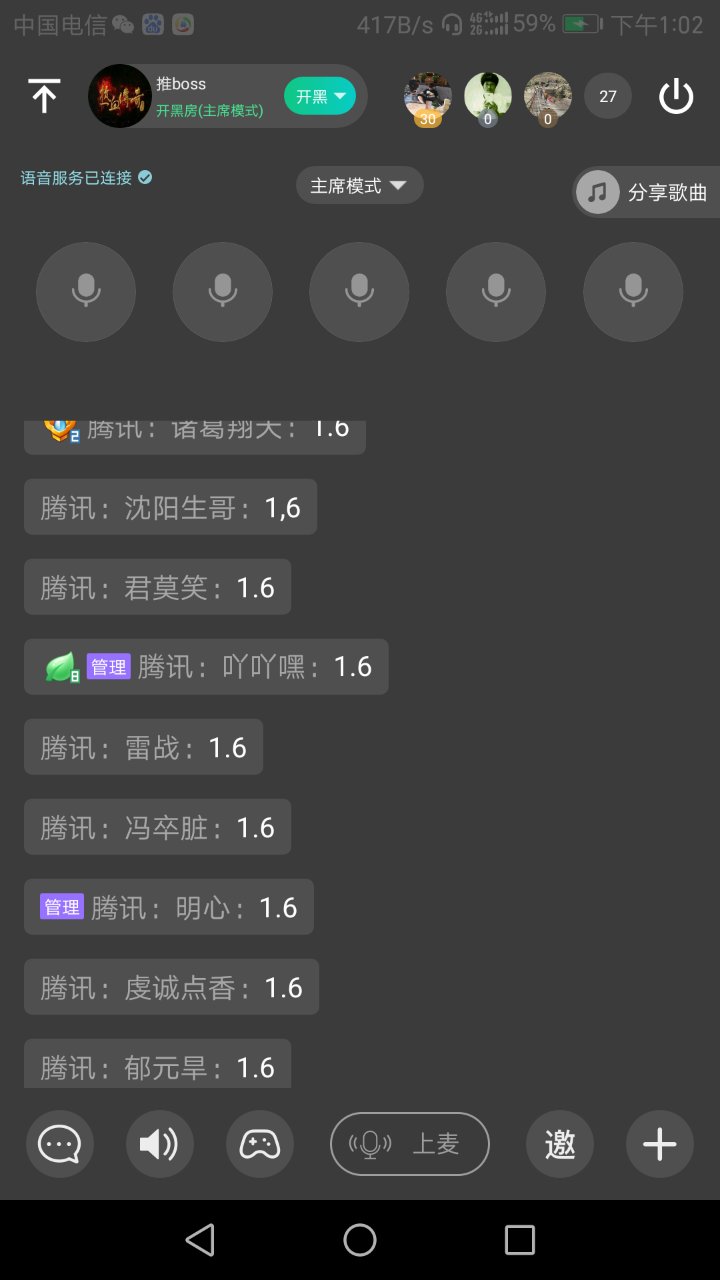 中国电信 417B/s 4G 2G 59% 下午1:02
推boss
开黑房(主席模式)
开黑
30
0
0
27
语音服务已连接
主席模式
分享歌曲
2 腾讯：诸葛翔天：1.6
腾讯：沈阳生哥：1,6
腾讯：君莫笑：1.6
8 管理 腾讯：吖吖嘿：1.6
腾讯：雷战：1.6
腾讯：冯卒脏：1.6
管理 腾讯：明心：1.6
腾讯：虔诚点香：1.6
腾讯：郁元旱：1.6
上麦
邀